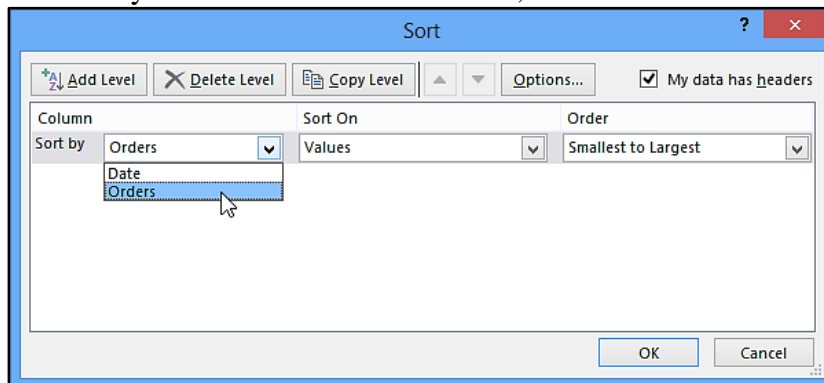 Sort ? ×
Add Level Delete Level Copy Level Options... My data has headers
Column Sort On Order
Sort by Orders Values Smallest to Largest
Date
Orders
OK Cancel